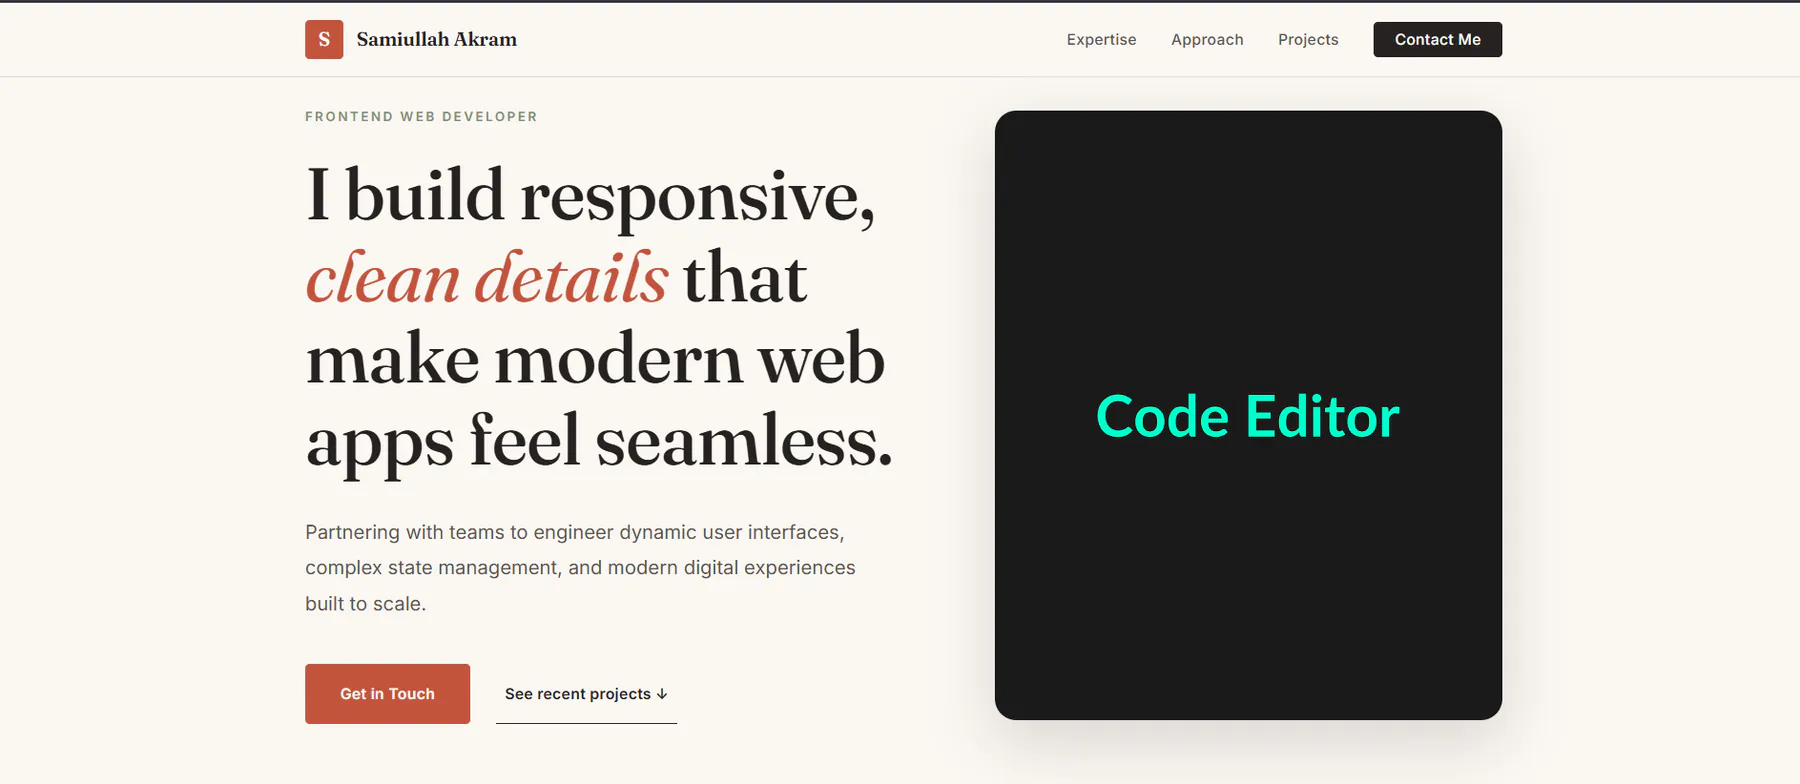 S
Samiullah Akram
Expertise
Approach
Projects
Contact Me
FRONTEND WEB DEVELOPER
I build responsive,
clean details that
make modern web
apps feel seamless.
Partnering with teams to engineer dynamic user interfaces,
complex state management, and modern digital experiences
built to scale.
Get in Touch
See recent projects ↓
Code Editor